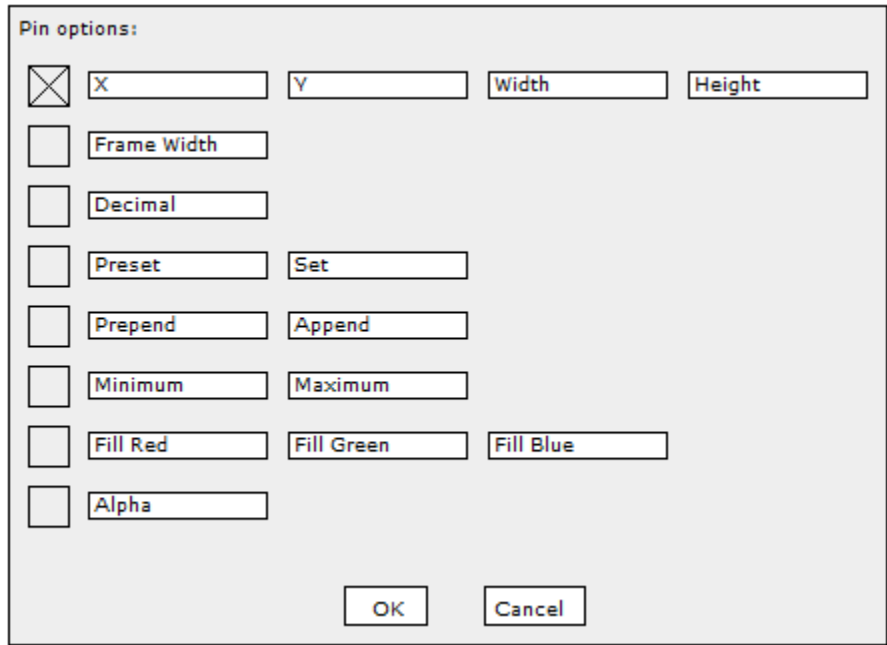 Pin options:
X Y Width Height
Frame Width
Decimal
Preset Set
Prepend Append
Minimum Maximum
Fill Red Fill Green Fill Blue
Alpha
OK Cancel